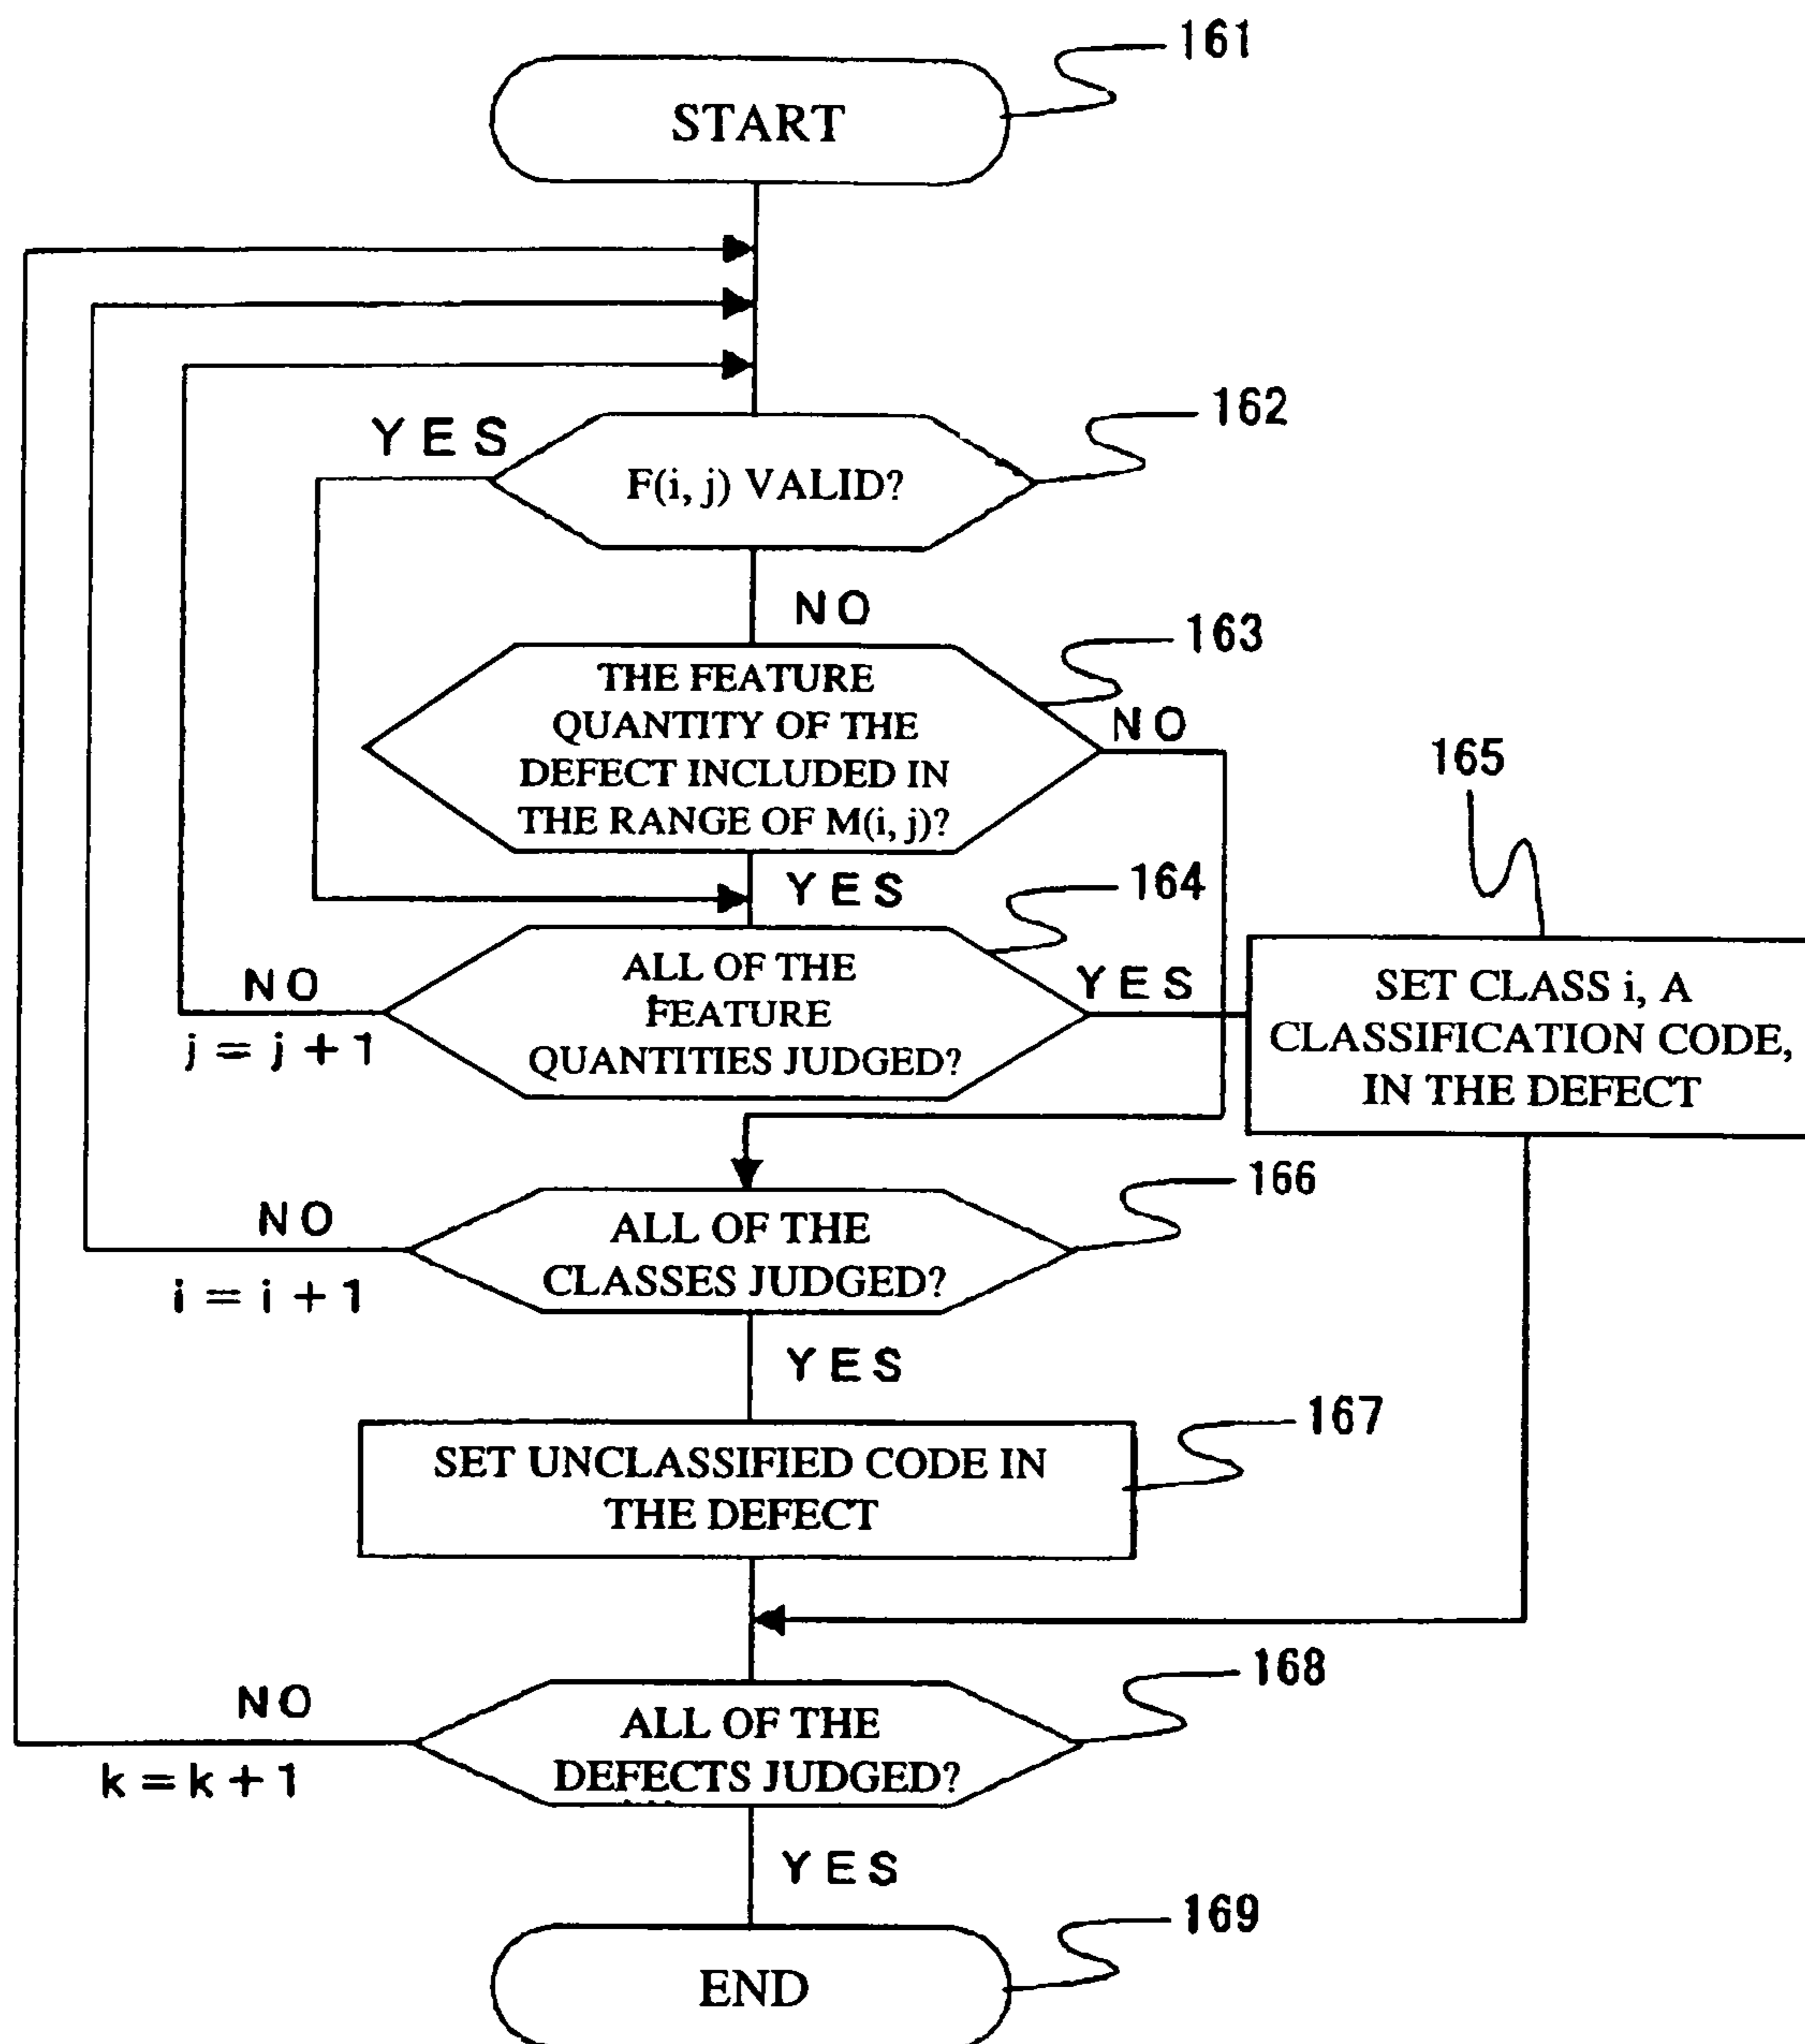 161
START
162
YES
F(i, j) VALID?
NO
163
THE FEATURE
QUANTITY OF THE
DEFECT INCLUDED IN
THE RANGE OF M(i, j)?
NO
165
YES
164
ALL OF THE
FEATURE
QUANTITIES JUDGED?
NO
j = j + 1
YES
SET CLASS i, A
CLASSIFICATION CODE,
IN THE DEFECT
166
ALL OF THE
CLASSES JUDGED?
NO
i = i + 1
YES
167
SET UNCLASSIFIED CODE IN
THE DEFECT
168
ALL OF THE
DEFECTS JUDGED?
NO
k = k + 1
YES
169
END